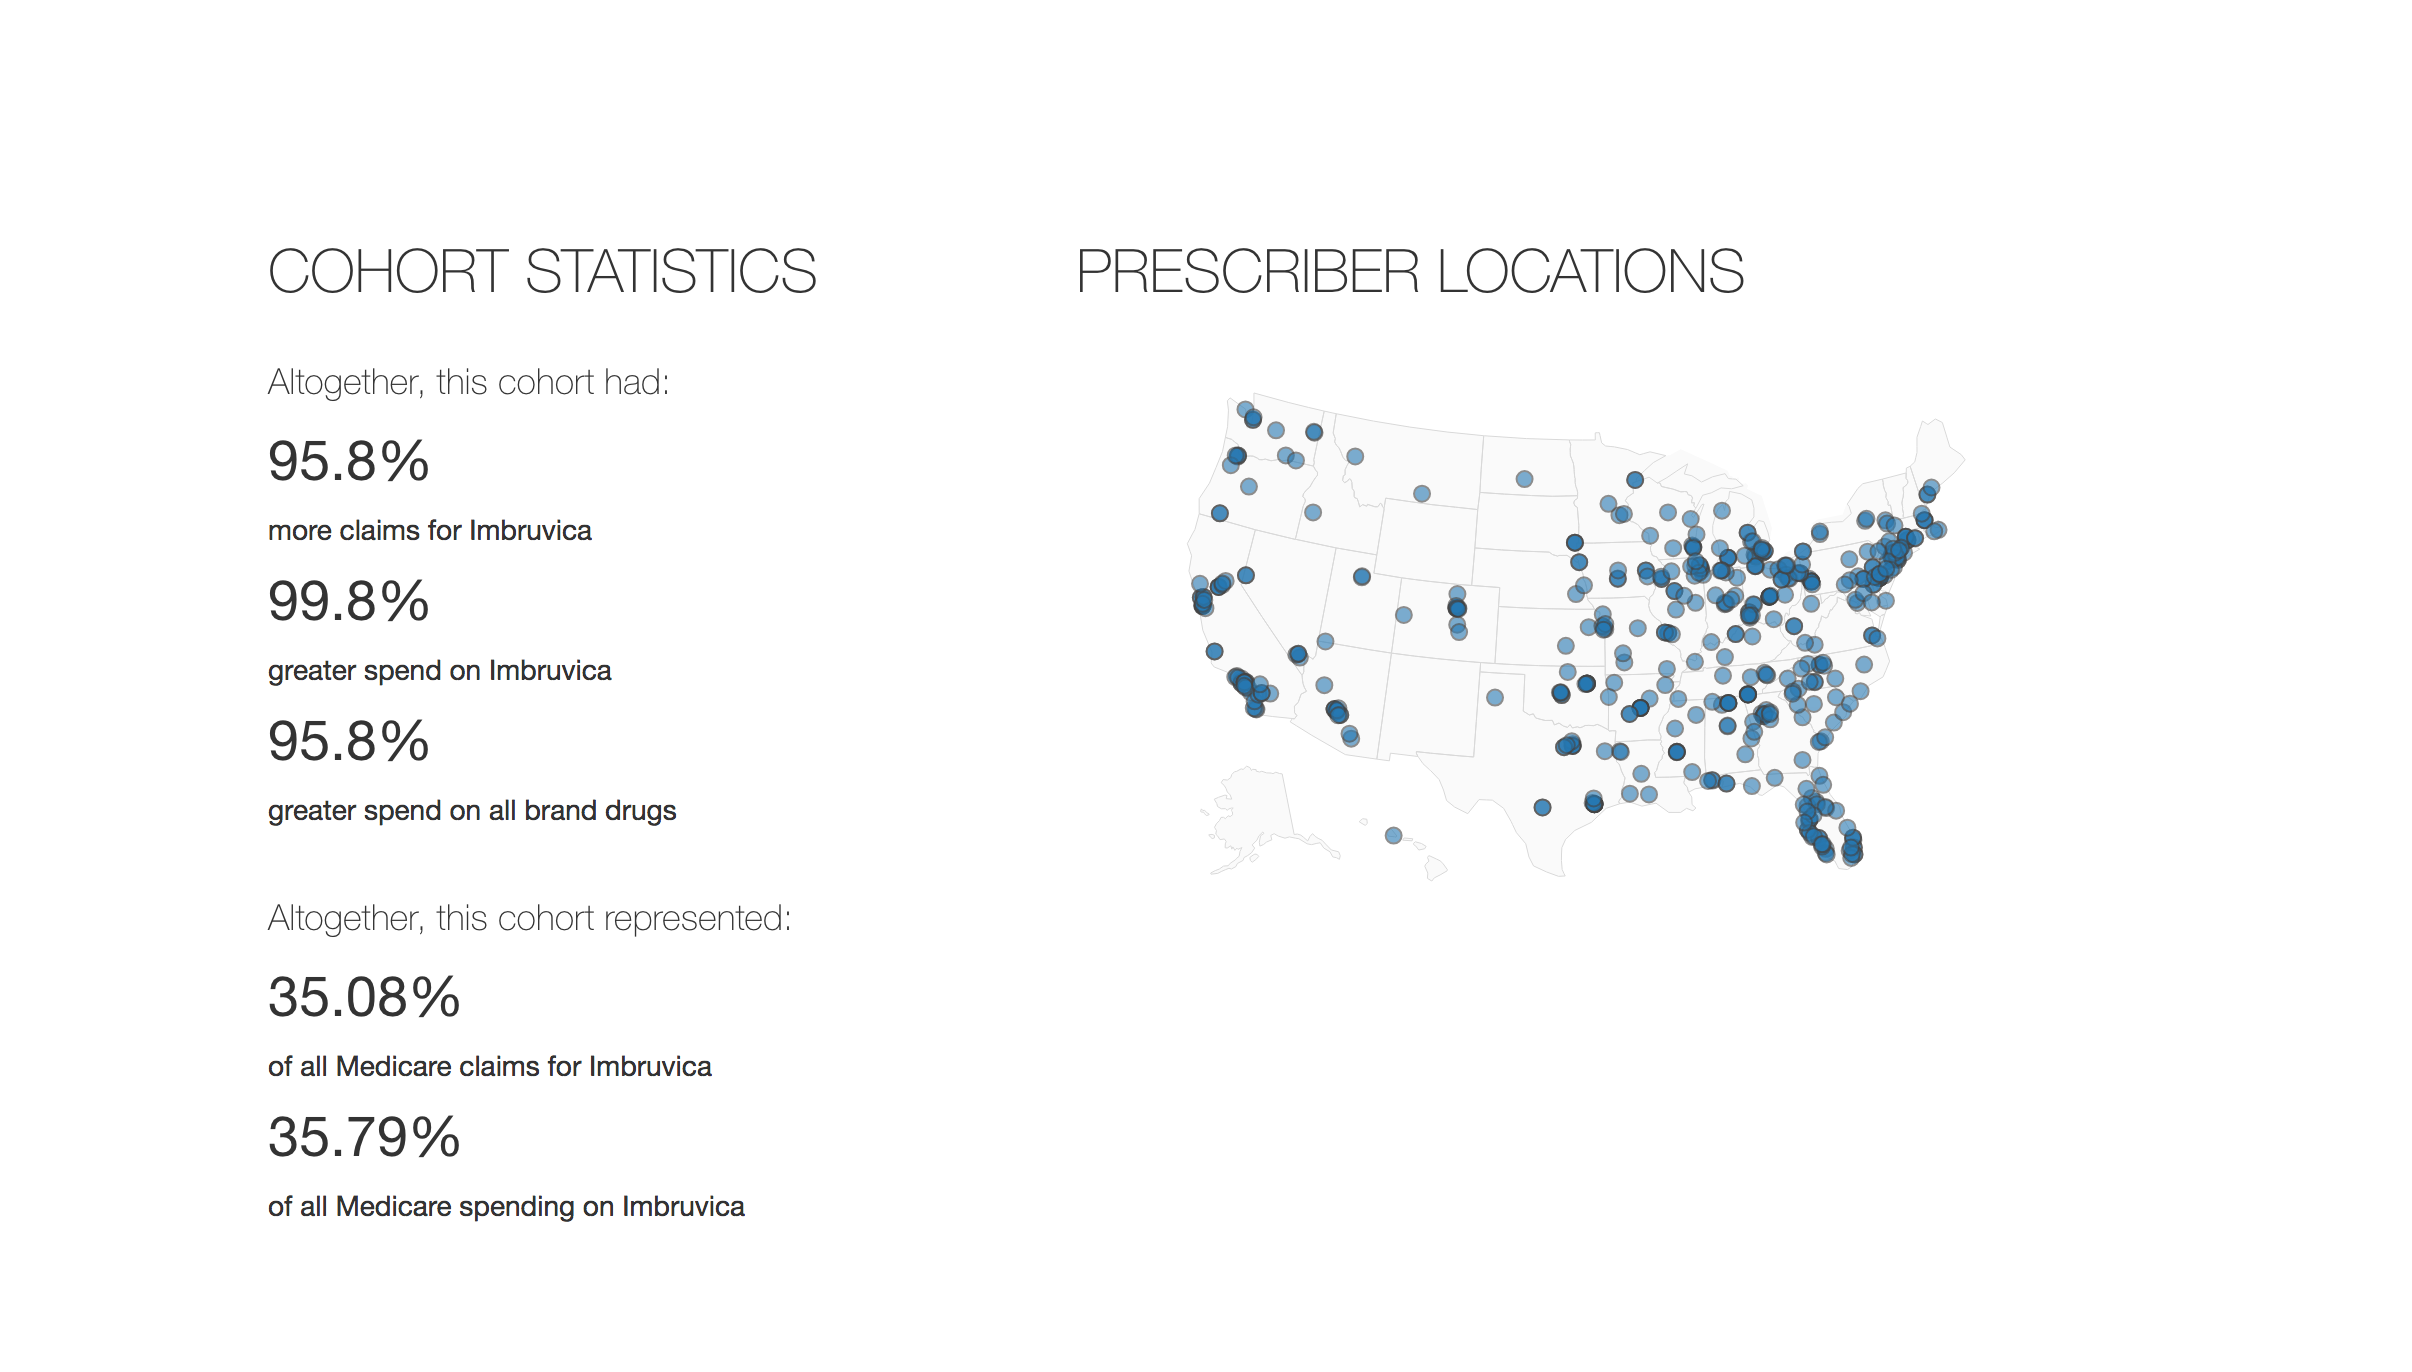 COHORT STATISTICS
Altogether, this cohort had:
95.8%
more claims for Imbruvica
99.8%
greater spend on Imbruvica
95.8%
greater spend on all brand drugs
Altogether, this cohort represented:
35.08%
of all Medicare claims for Imbruvica
35.79%
of all Medicare spending on Imbruvica
PRESCRIBER LOCATIONS